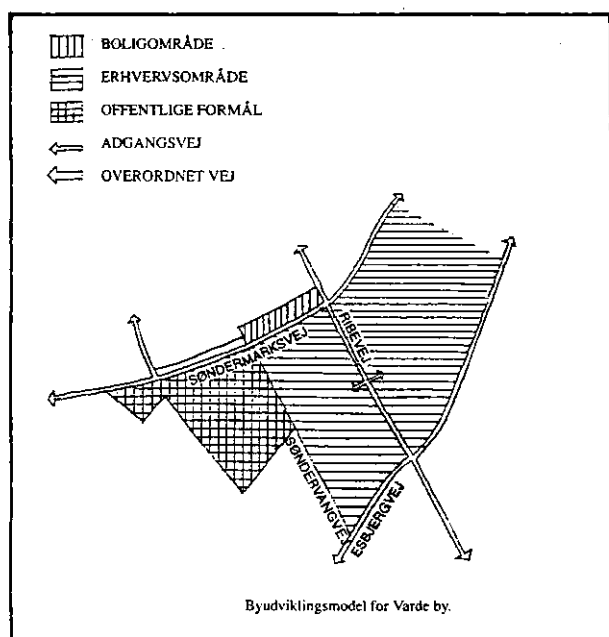 BOLIGOMRÅDE
ERHVERVSOMRÅDE
OFFENTLIGE FORMÅL
ADGANGSVEJ
OVERORDNET VEJ
SØNDERMARKSVEJ
RIBEVEJ
SØNDERVANGVEJ
ESBJERGVEJ
Byudviklingsmodel for Varde by.